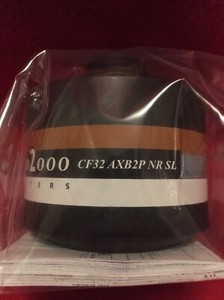 2000 CF32 AXB2P NR SL
TERS